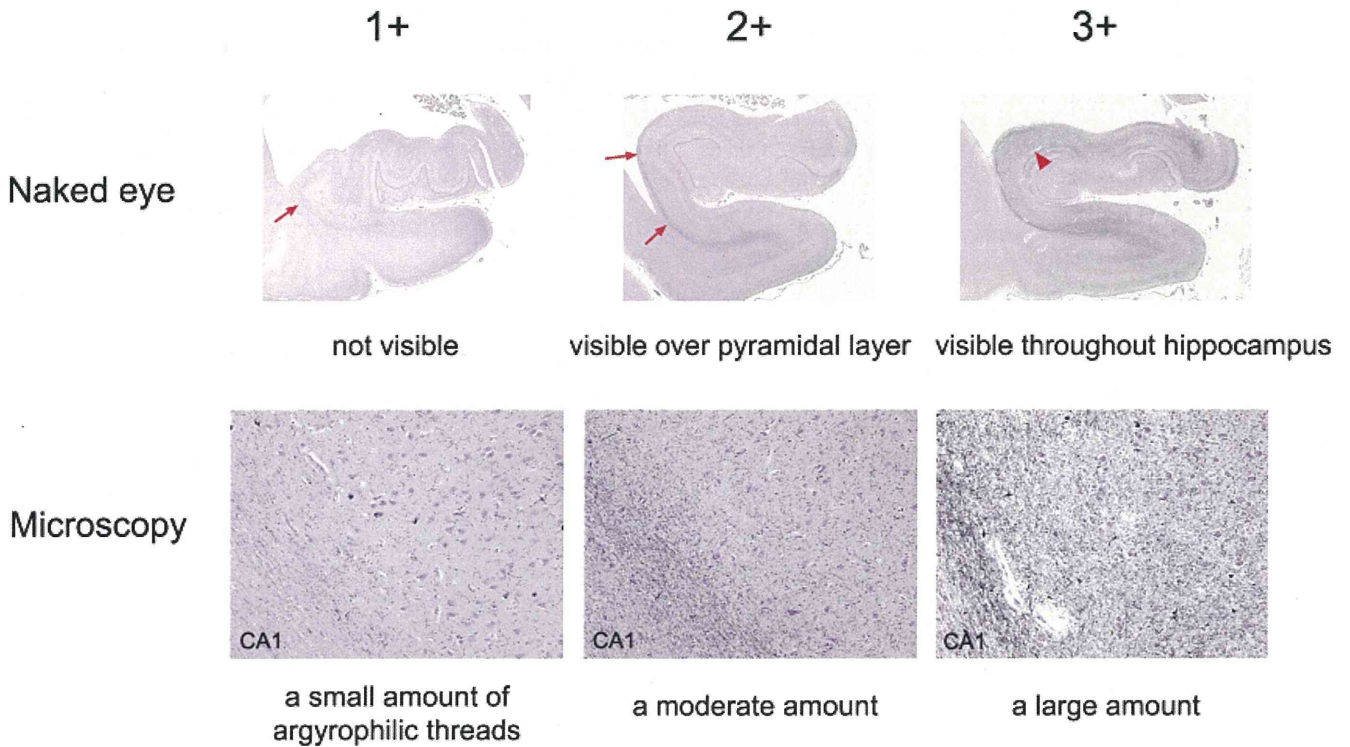 1+ 2+ 3+
Naked eye
not visible visible over pyramidal layer visible throughout hippocampus
Microscopy
CA1 CA1 CA1
a small amount of
argyrophilic threads
a moderate amount
a large amount